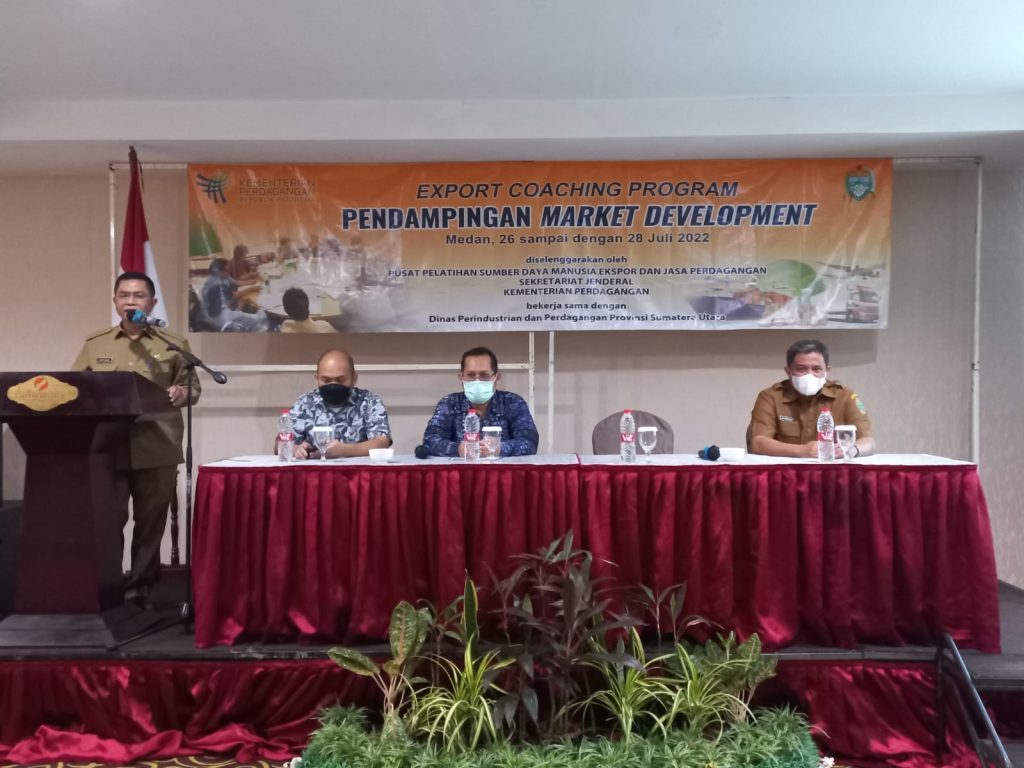 KEMENTERIAN
PERDAGANGAN
REPUBLIK INDONESIA
EXPORT COACHING PROGRAM
PENDAMPINGAN MARKET DEVELOPMENT
Medan, 26 sampai dengan 28 Juli 2022
diselenggarakan oleh
PUSAT PELATIHAN SUMBER DAYA MANUSIA EKSPOR DAN JASA PERDAGANGAN
SEKRETARIAT JENDERAL
KEMENTERIAN PERDAGANGAN
bekerja sama dengan
Dinas Perindustrian dan Perdagangan Provinsi Sumatera Utara